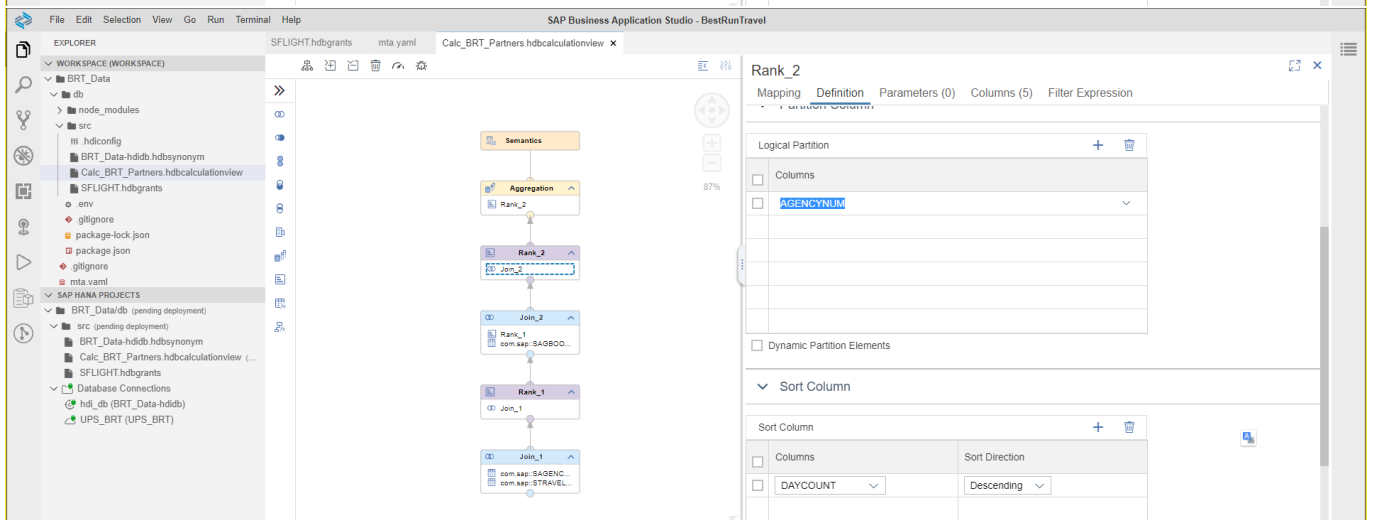 File Edit Selection View Go Run Terminal Help SAP Business Application Studio - BestRunTravel
EXPLORER
WORKSPACE (WORKSPACE)
BRT_Data
db
node_modules
src
.hdiconfig
BRT_Data-hdidb.hdbsynonym
Calc_BRT_Partners.hdbcalculationview
SFLIGHT.hdbgrants
.env
.gitignore
package-lock.json
package.json
.gitignore
mta.yaml
SAP HANA PROJECTS
BRT_Data/db (pending deployment)
src (pending deployment)
BRT_Data-hdidb.hdbsynonym
Calc_BRT_Partners.hdbcalculationview (...
SFLIGHT.hdbgrants
Database Connections
hdi_db (BRT_Data-hdidb)
UPS_BRT (UPS_BRT)
SFLIGHT.hdbgrants mta.yaml Calc_BRT_Partners.hdbcalculationview ×
Semantics
Aggregation
Rank_2
Rank_2
Join_2
Join_2
Rank_1
com.sap::SAGBOO...
Rank_1
Join_1
Join_1
com.sap::SAGENC...
com.sap::STRAVEL...
87%
Rank_2
Mapping Definition Parameters (0) Columns (5) Filter Expression
Partition Column
Logical Partition
Columns
AGENCYNUM
Dynamic Partition Elements
Sort Column
Sort Column
Columns Sort Direction
DAYCOUNT Descending